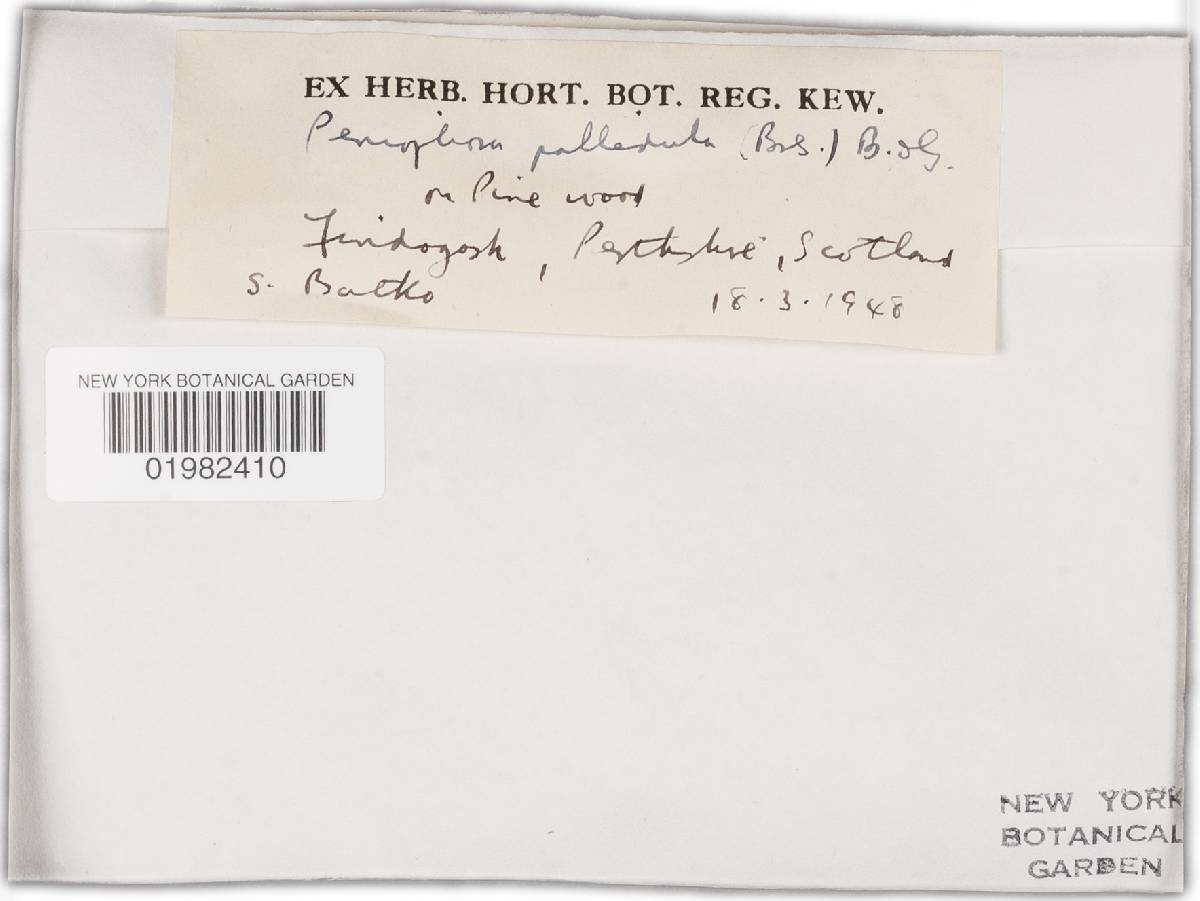 EX HERB. HORT. BOT. REG. KEW.
Peniophora pallidula (Bres.) B. & G.
on Pine wood
Perthshire, Scotland
S. Batko
18.3.1948
NEW YORK BOTANICAL GARDEN
01982410
NEW YORK
BOTANICAL
GARDEN